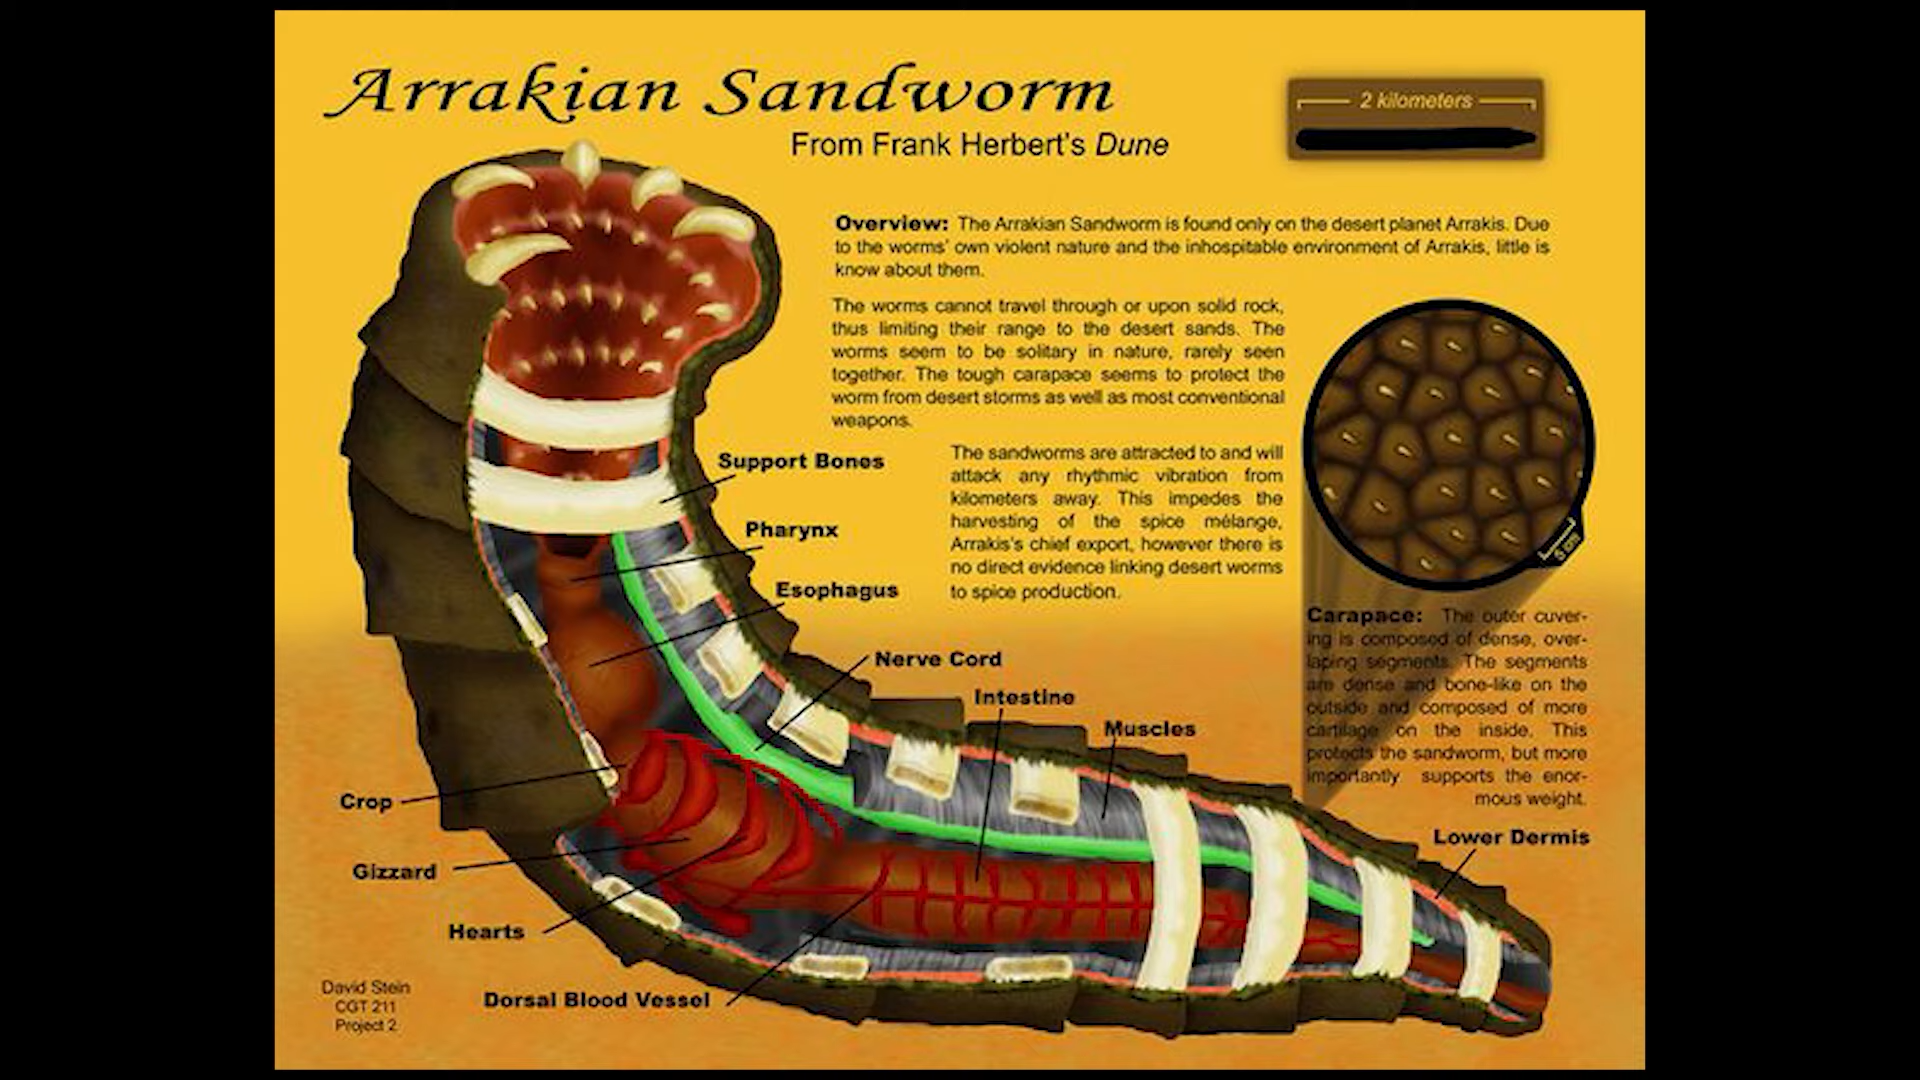 Arrakian Sandworm
From Frank Herbert's Dune
2 kilometers
Overview: The Arrakian Sandworm is found only on the desert planet Arrakis. Due
to the worms' own violent nature and the inhospitable environment of Arrakis, little is
know about them.
The worms cannot travel through or upon solid rock,
thus limiting their range to the desert sands. The
worms seem to be solitary in nature, rarely seen
together. The tough carapace seems to protect the
worm from desert storms as well as most conventional
weapons.
The sandworms are attracted to and will
attack any rhythmic vibration from
kilometers away. This impedes the
harvesting of the spice mélange,
Arrakis's chief export, however there is
no direct evidence linking desert worms
to spice production.
5 cm
Carapace: The outer cuver-
ing is composed of dense, over-
laping segments. The segments
are dense and bone-like on the
outside and composed of more
cartilage on the inside. This
protects the sandworm, but more
importantly supports the enor-
mous weight.
Support Bones
Pharynx
Esophagus
Nerve Cord
Intestine
Muscles
Lower Dermis
Crop
Gizzard
Hearts
Dorsal Blood Vessel
David Stein
CGT 211
Project 2